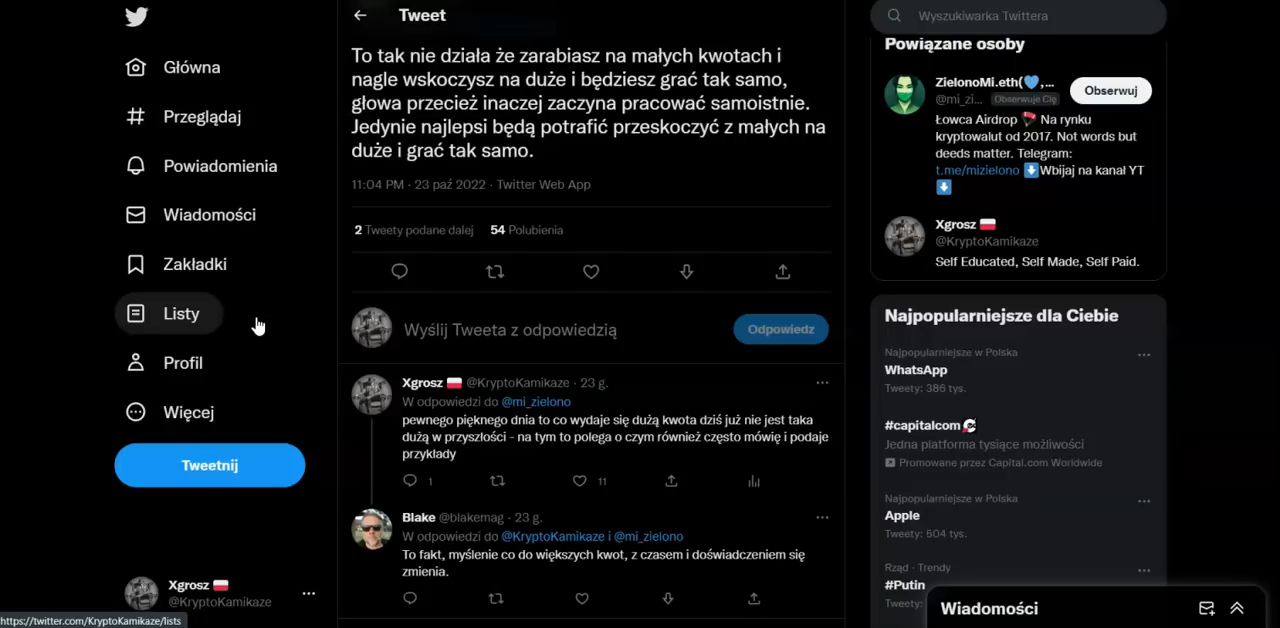 Główna
Przeglądaj
Powiadomienia
Wiadomości
Zakładki
Listy
Profil
Więcej
Tweetnij
Xgrosz
@KryptoKamikaze
https://twitter.com/KryptoKamikaze/lists
Tweet
To tak nie działa że zarabiasz na małych kwotach i
nagle wskoczysz na duże i będziesz grać tak samo,
głowa przecież inaczej zaczyna pracować samoistnie.
Jedynie najlepsi będą potrafić przeskoczyć z małych na
duże i grać tak samo.
11:04 PM · 23 paź 2022 · Twitter Web App
2 Tweety podane dalej 54 Polubienia
Wyślij Tweeta z odpowiedzią
Odpowiedz
Xgrosz @KryptoKamikaze · 23 g.
W odpowiedzi do @mi_zielono
pewnego pięknego dnia to co wydaje się dużą kwota dziś już nie jest taka
dużą w przyszłości - na tym to polega o czym również często mówię i podaje
przyklady
1 11
Blake @blakemag · 23 g.
W odpowiedzi do @KryptoKamikaze i @mi_zielono
To fakt, myślenie co do większych kwot, z czasem i doświadczeniem się
zmienia.
Wyszukiwarka Twittera
Powiązane osoby
ZielonoMi.eth(💙,...
@mi_zi... Obserwuje Cię
Obserwuj
Łowca Airdrop 🪂 Na rynku
kryptowalut od 2017. Not words but
deeds matter. Telegram:
t.me/mizielono ⬇️Wbijaj na kanal YT
⬇️
Xgrosz 🇵🇱
@KryptoKamikaze
Self Educated, Self Made, Self Paid.
Najpopularniejsze dla Ciebie
Najpopularniejsze w Polska
WhatsApp
Tweety: 386 tys.
#capitalcom
Jedna platforma tysiące możliwości
Promowane przez Capital.com Worldwide
Najpopularniejsze w Polska
Apple
Tweety: 504 tys.
Rząd · Trendy
#Putin
Tweety:
Wiadomości